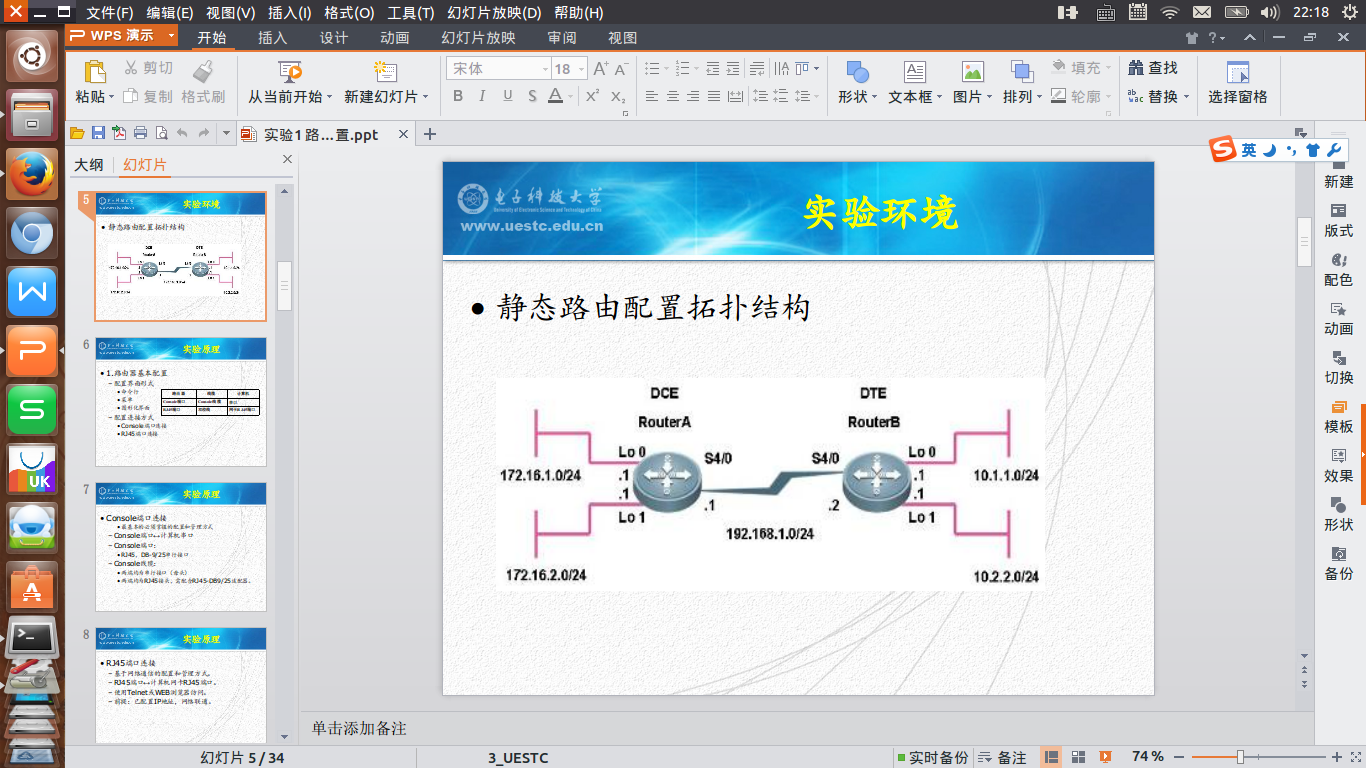 文件(F) 编辑(E) 视图(V) 插入(I) 格式(O) 工具(T) 幻灯片放映(D) 帮助(H)
22:18
WPS 演示 开始 插入 设计 动画 幻灯片放映 审阅 视图
剪切 宋体 18 填充 查找
粘贴 复制 格式刷 从当前开始 新建幻灯片 B I U S A X² X₂ 形状 文本框 图片 排列 轮廓 替换 选择窗格
实验1 路...置.ppt
英
大纲 幻灯片
5
实验环境
静态路由配置拓扑结构
6
实验原理
1.路由器基本配置
– 配置界面形式
命令行
菜单
图形化界面
– 配置连接方式
Console端口连接
RJ45端口连接
7
实验原理
Console端口连接
最基本的必须掌握的配置和管理方式
– Console端口↔计算机串口
– Console端口:
RJ45、DB-9/25串行接口
– Console线缆:
两端均为串行接口（母头）
两端均为RJ45接头，需配合RJ45-DB9/25适配器。
8
实验原理
RJ45端口连接
– 基于网络通信的配置和管理方式。
– RJ45端口↔计算机网卡RJ45端口。
– 使用Telnet或WEB浏览器访问。
– 前提：已配置IP地址，网络联通。
电子科技大学
University of Electronic Science and Technology of China
www.uestc.edu.cn
实验环境
静态路由配置拓扑结构
DCE DTE
RouterA RouterB
Lo 0 S4/0 S4/0 Lo 0
172.16.1.0/24 .1 .1 10.1.1.0/24
.1 .1 .2 .1
Lo 1 Lo 1
192.168.1.0/24
172.16.2.0/24 10.2.2.0/24
新建
版式
配色
动画
切换
模板
效果
形状
备份
UK
单击添加备注
幻灯片 5 / 34 3_UESTC 实时备份 备注 74 %